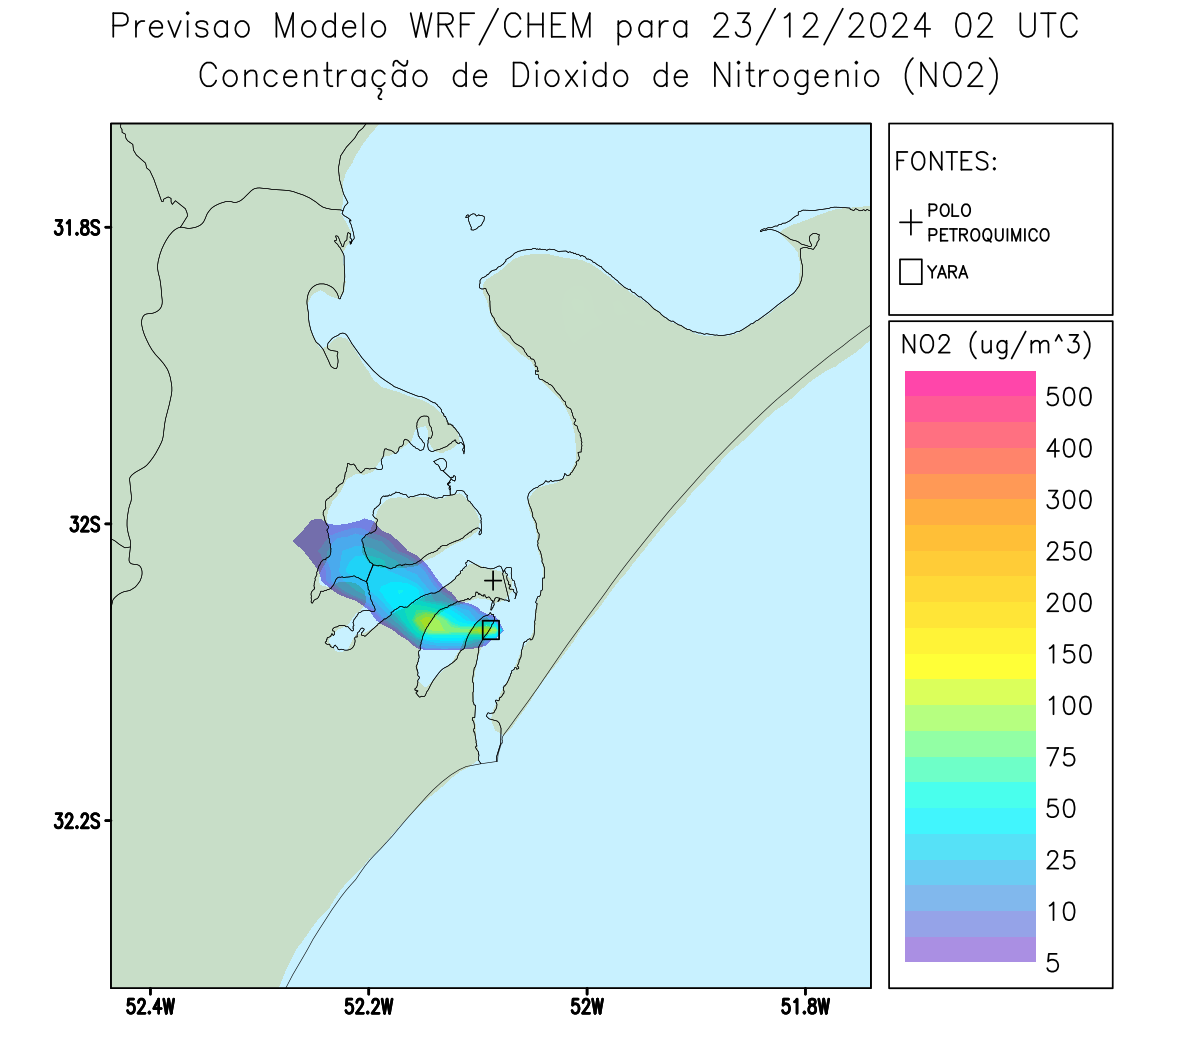 Previsao Modelo WRF/CHEM para 23/12/2024 02 UTC
Concentração de Dioxido de Nitrogenio (NO2)
FONTES:
POLO
PETROQUIMICO
YARA
31.8S
32S
32.2S
52.4W
52.2W
52W
51.8W
NO2 (ug/m^3)
500
400
300
250
200
150
100
75
50
25
10
5